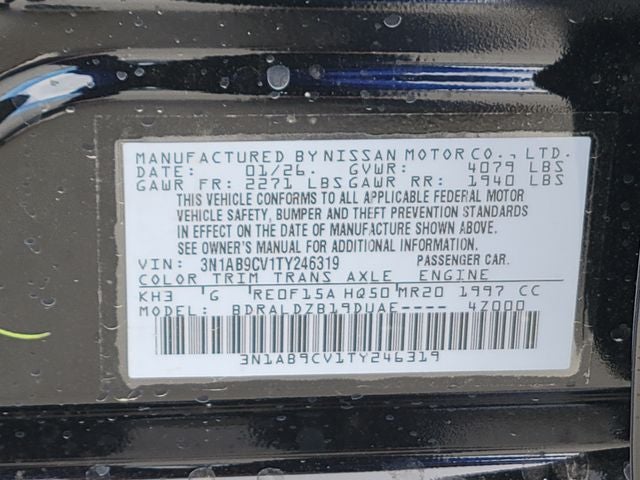 MANUFACTURED BY NISSAN MOTOR CO., LTD.
DATE: 01/26. GVWR: 4079 LBS
GAWR FR: 2271 LBS GAWR RR: 1940 LBS
THIS VEHICLE CONFORMS TO ALL APPLICABLE FEDERAL MOTOR
VEHICLE SAFETY, BUMPER AND THEFT PREVENTION STANDARDS
IN EFFECT ON THE DATE OF MANUFACTURE SHOWN ABOVE.
SEE OWNER'S MANUAL FOR ADDITIONAL INFORMATION
VIN: 3N1AB9CV1TY246319 PASSENGER CAR.
COLOR TRIM TRANS AXLE ENGINE
KH3 G RE0F15A HQ50 MR20 1997 CC
MODEL: BDRALDZB19DUAE---- 47000
3N1AB9CV1TY246319